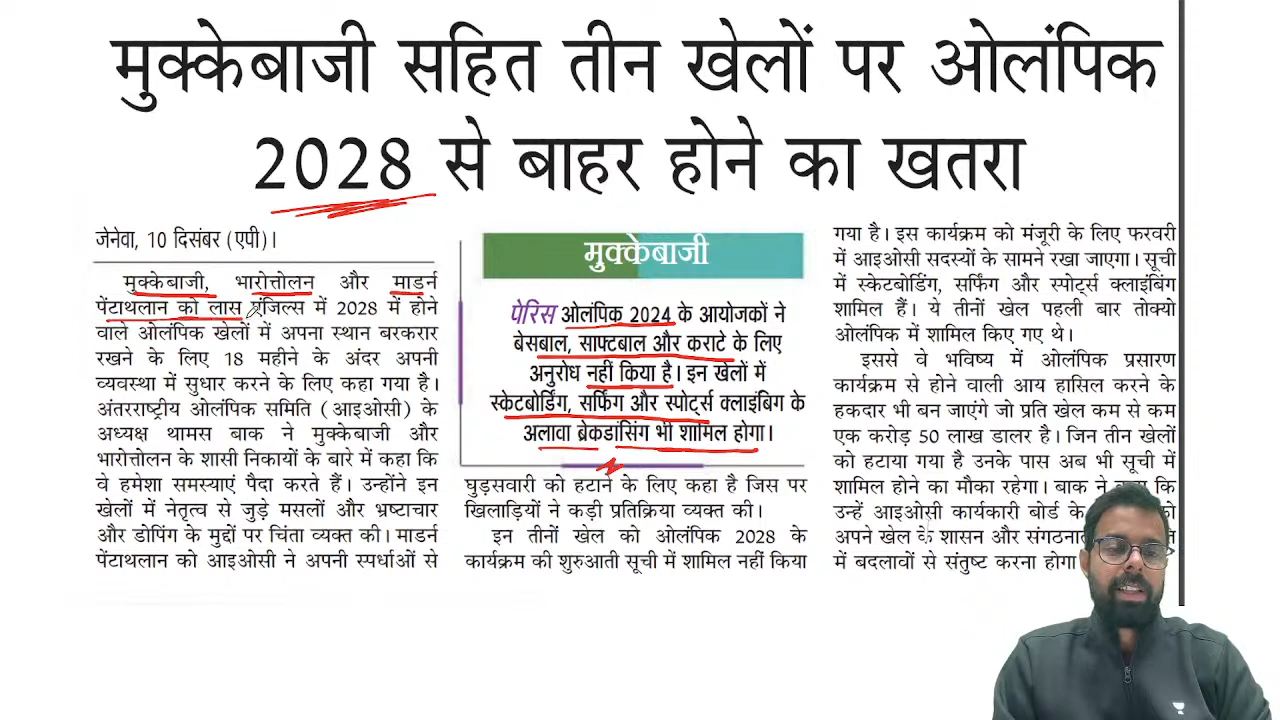 मुक्केबाजी सहित तीन खेलों पर ओलंपिक
2028 से बाहर होने का खतरा
जेनेवा, 10 दिसंबर (एपी)।
मुक्केबाजी, भारोत्तोलन और माडर्न
पेंटाथलान को लास एंजिल्स में 2028 में होने
वाले ओलंपिक खेलों में अपना स्थान बरकरार
रखने के लिए 18 महीने के अंदर अपनी
व्यवस्था में सुधार करने के लिए कहा गया है।
अंतरराष्ट्रीय ओलंपिक समिति (आइओसी) के
अध्यक्ष थामस बाक ने मुक्केबाजी और
भारोत्तोलन के शासी निकायों के बारे में कहा कि
वे हमेशा समस्याएं पैदा करते हैं। उन्होंने इन
खेलों में नेतृत्व से जुड़े मसलों और भ्रष्टाचार
और डोपिंग के मुद्दों पर चिंता व्यक्त की। माडर्न
पेंटाथलान को आइओसी ने अपनी स्पर्धाओं से
मुक्केबाजी
पेरिस ओलंपिक 2024 के आयोजकों ने
बेसबाल, साफ्टबाल और कराटे के लिए
अनुरोध नहीं किया है। इन खेलों में
स्केटबोर्डिंग, सर्फिंग और स्पोर्ट्स क्लाइंबिग के
अलावा ब्रेकडांसिंग भी शामिल होगा।
घुड़सवारी को हटाने के लिए कहा है जिस पर
खिलाड़ियों ने कड़ी प्रतिक्रिया व्यक्त की।
इन तीनों खेल को ओलंपिक 2028 के
कार्यक्रम की शुरुआती सूची में शामिल नहीं किया
गया है। इस कार्यक्रम को मंजूरी के लिए फरवरी
में आइओसी सदस्यों के सामने रखा जाएगा। सूची
में स्केटबोर्डिंग, सर्फिंग और स्पोर्ट्स क्लाइंबिंग
शामिल हैं। ये तीनों खेल पहली बार तोक्यो
ओलंपिक में शामिल किए गए थे।
इससे वे भविष्य में ओलंपिक प्रसारण
कार्यक्रम से होने वाली आय हासिल करने के
हकदार भी बन जाएंगे जो प्रति खेल कम से कम
एक करोड़ 50 लाख डालर है। जिन तीन खेलों
को हटाया गया है उनके पास अब भी सूची में
शामिल होने का मौका रहेगा। बाक ने कहा कि
उन्हें आइओसी कार्यकारी बोर्ड के
अपने खेल के शासन और
में बदलावों से संतुष्ट करना होगा